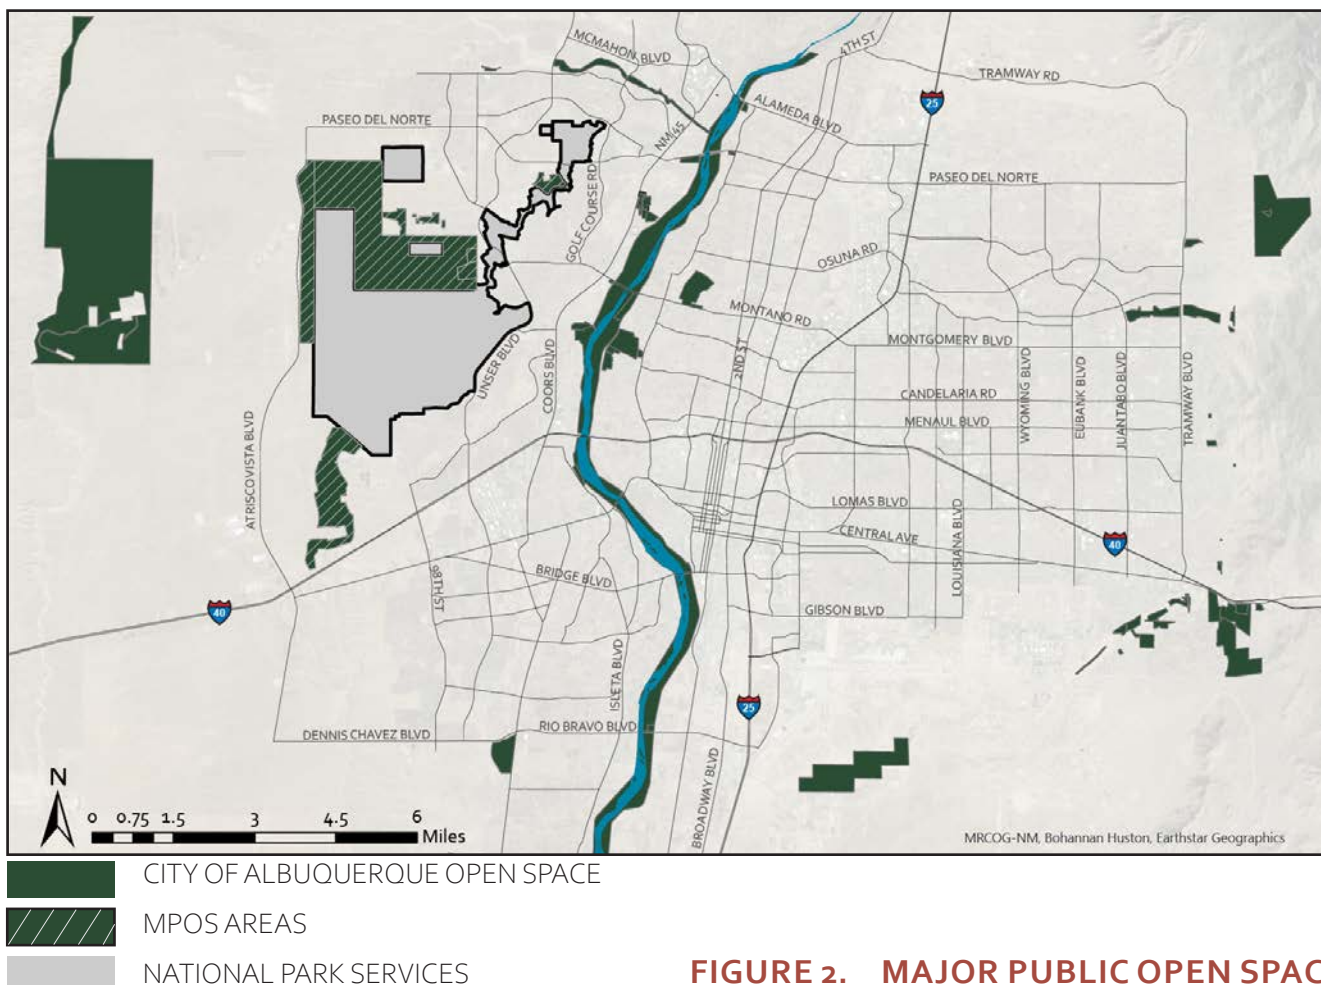 MCMAHON BLVD
4TH ST
TRAMWAY RD
25
ALAMEDA BLVD
PASEO DEL NORTE
NM 45
PASEO DEL NORTE
GOLF COURSE RD
OSUNA RD
MONTANO RD
MONTGOMERY BLVD
2ND ST
UNSER BLVD
COORS BLVD
CANDELARIA RD
MENAUL BLVD
WYOMING BLVD
EUBANK BLVD
JUANTABO BLVD
TRAMWAY BLVD
ATRISCOVISTA BLVD
LOMAS BLVD
CENTRAL AVE
LOUISIANA BLVD
40
BRIDGE BLVD
98TH ST
40
GIBSON BLVD
ISLETA BLVD
25
RIO BRAVO BLVD
DENNIS CHAVEZ BLVD
BROADWAY BLVD
N
0 0.75 1.5 3 4.5 6
Miles
MRCOG-NM, Bohannan Huston, Earthstar Geographics
CITY OF ALBUQUERQUE OPEN SPACE
MPOS AREAS
NATIONAL PARK SERVICES
FIGURE 2. MAJOR PUBLIC OPEN SPAC